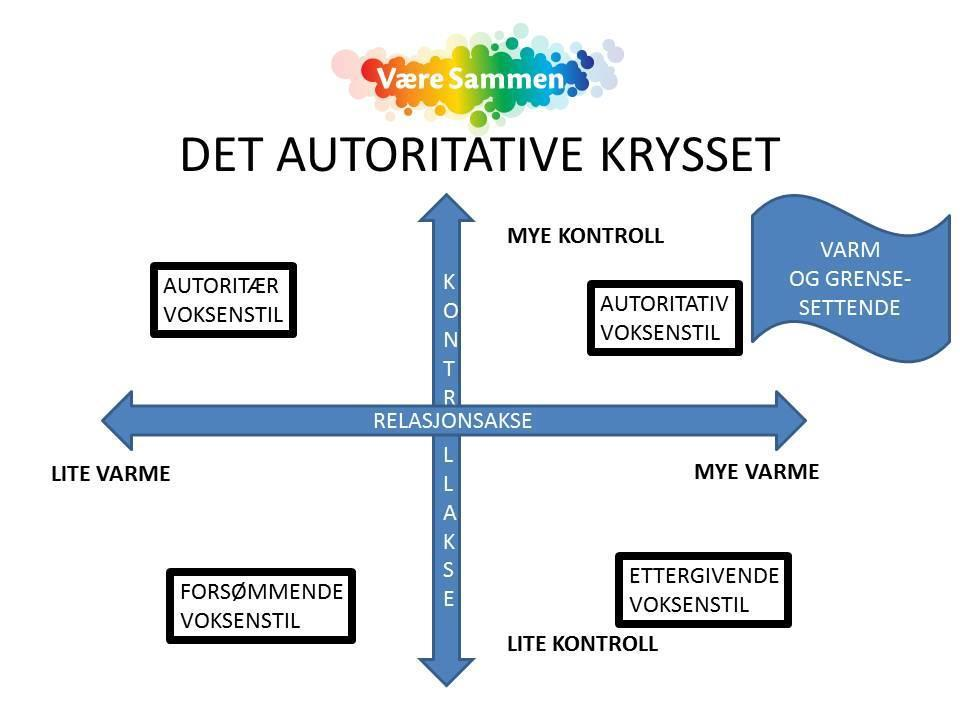 Være Sammen
DET AUTORITATIVE KRYSSET
MYE KONTROLL
VARM
OG GRENSE-
SETTENDE
AUTORITÆR
VOKSENSTIL
AUTORITATIV
VOKSENSTIL
K
O
N
T
R
RELASJONSAKSE
L
L
A
K
S
E
LITE VARME
MYE VARME
FORSØMMENDE
VOKSENSTIL
ETTERGIVENDE
VOKSENSTIL
LITE KONTROLL